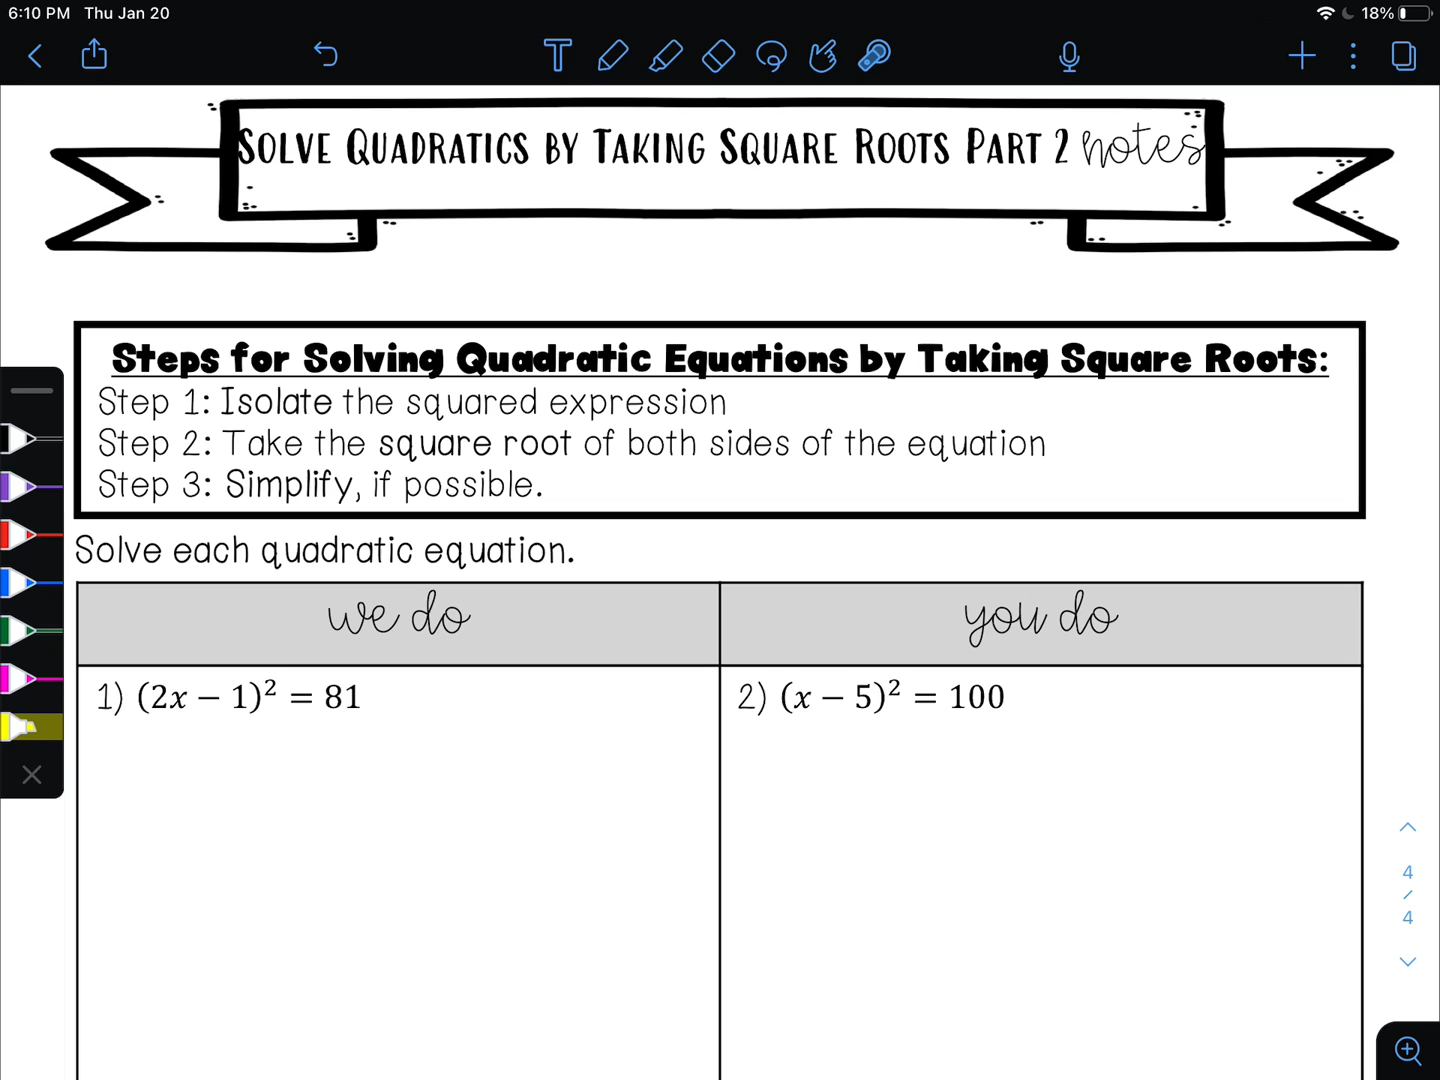 6:10 PM Thu Jan 20 18%
Solve Quadratics by Taking Square Roots Part 2 notes
Steps for Solving Quadratic Equations by Taking Square Roots:
Step 1: Isolate the squared expression
Step 2: Take the square root of both sides of the equation
Step 3: Simplify, if possible.
Solve each quadratic equation.
we do
you do
1) (2x − 1)² = 81
2) (x − 5)² = 100
4
/
4